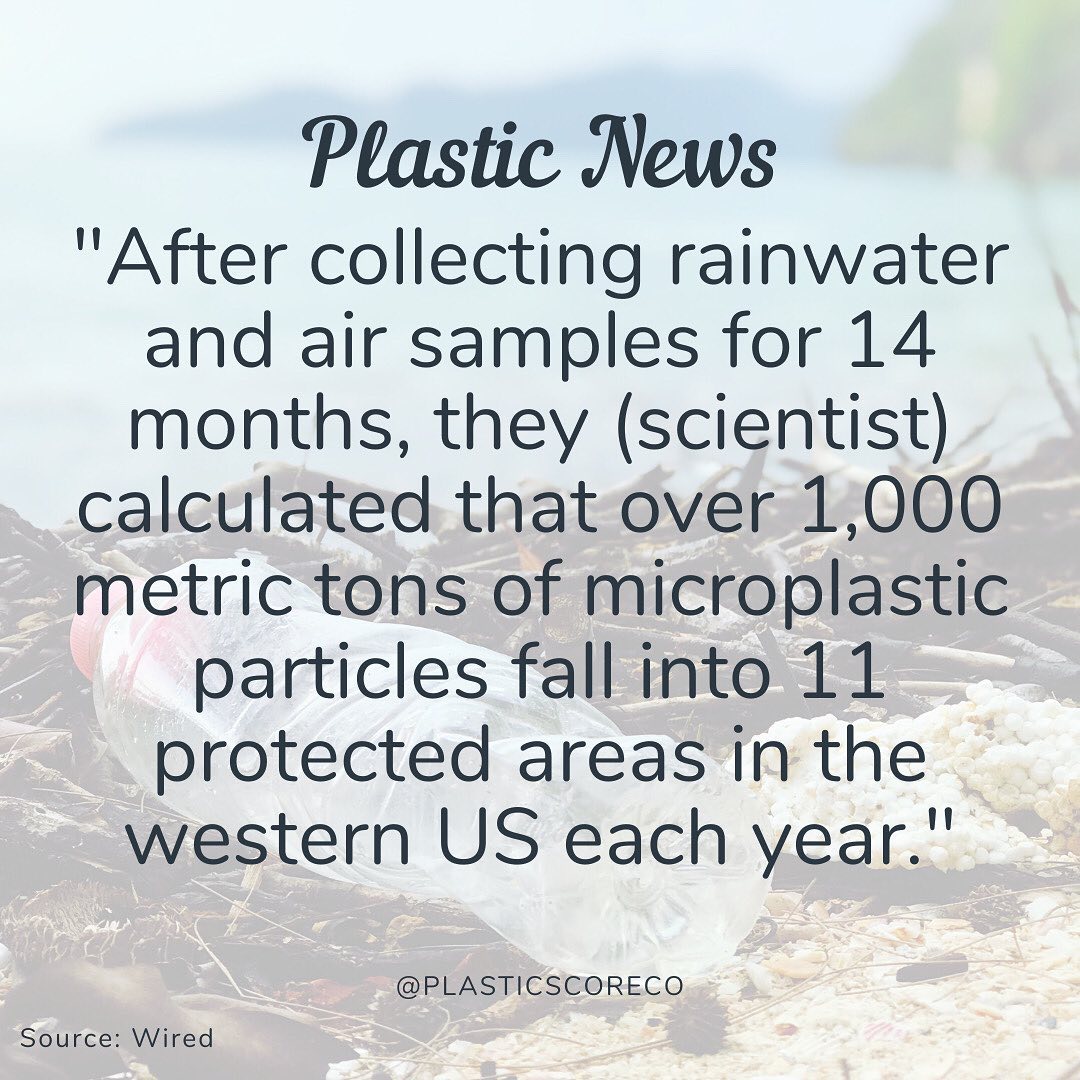 Plastic News
"After collecting rainwater
and air samples for 14
months, they (scientist)
calculated that over 1,000
metric tons of microplastic
particles fall into 11
protected areas in the
western US each year."
@PLASTICSCORECO
Source: Wired